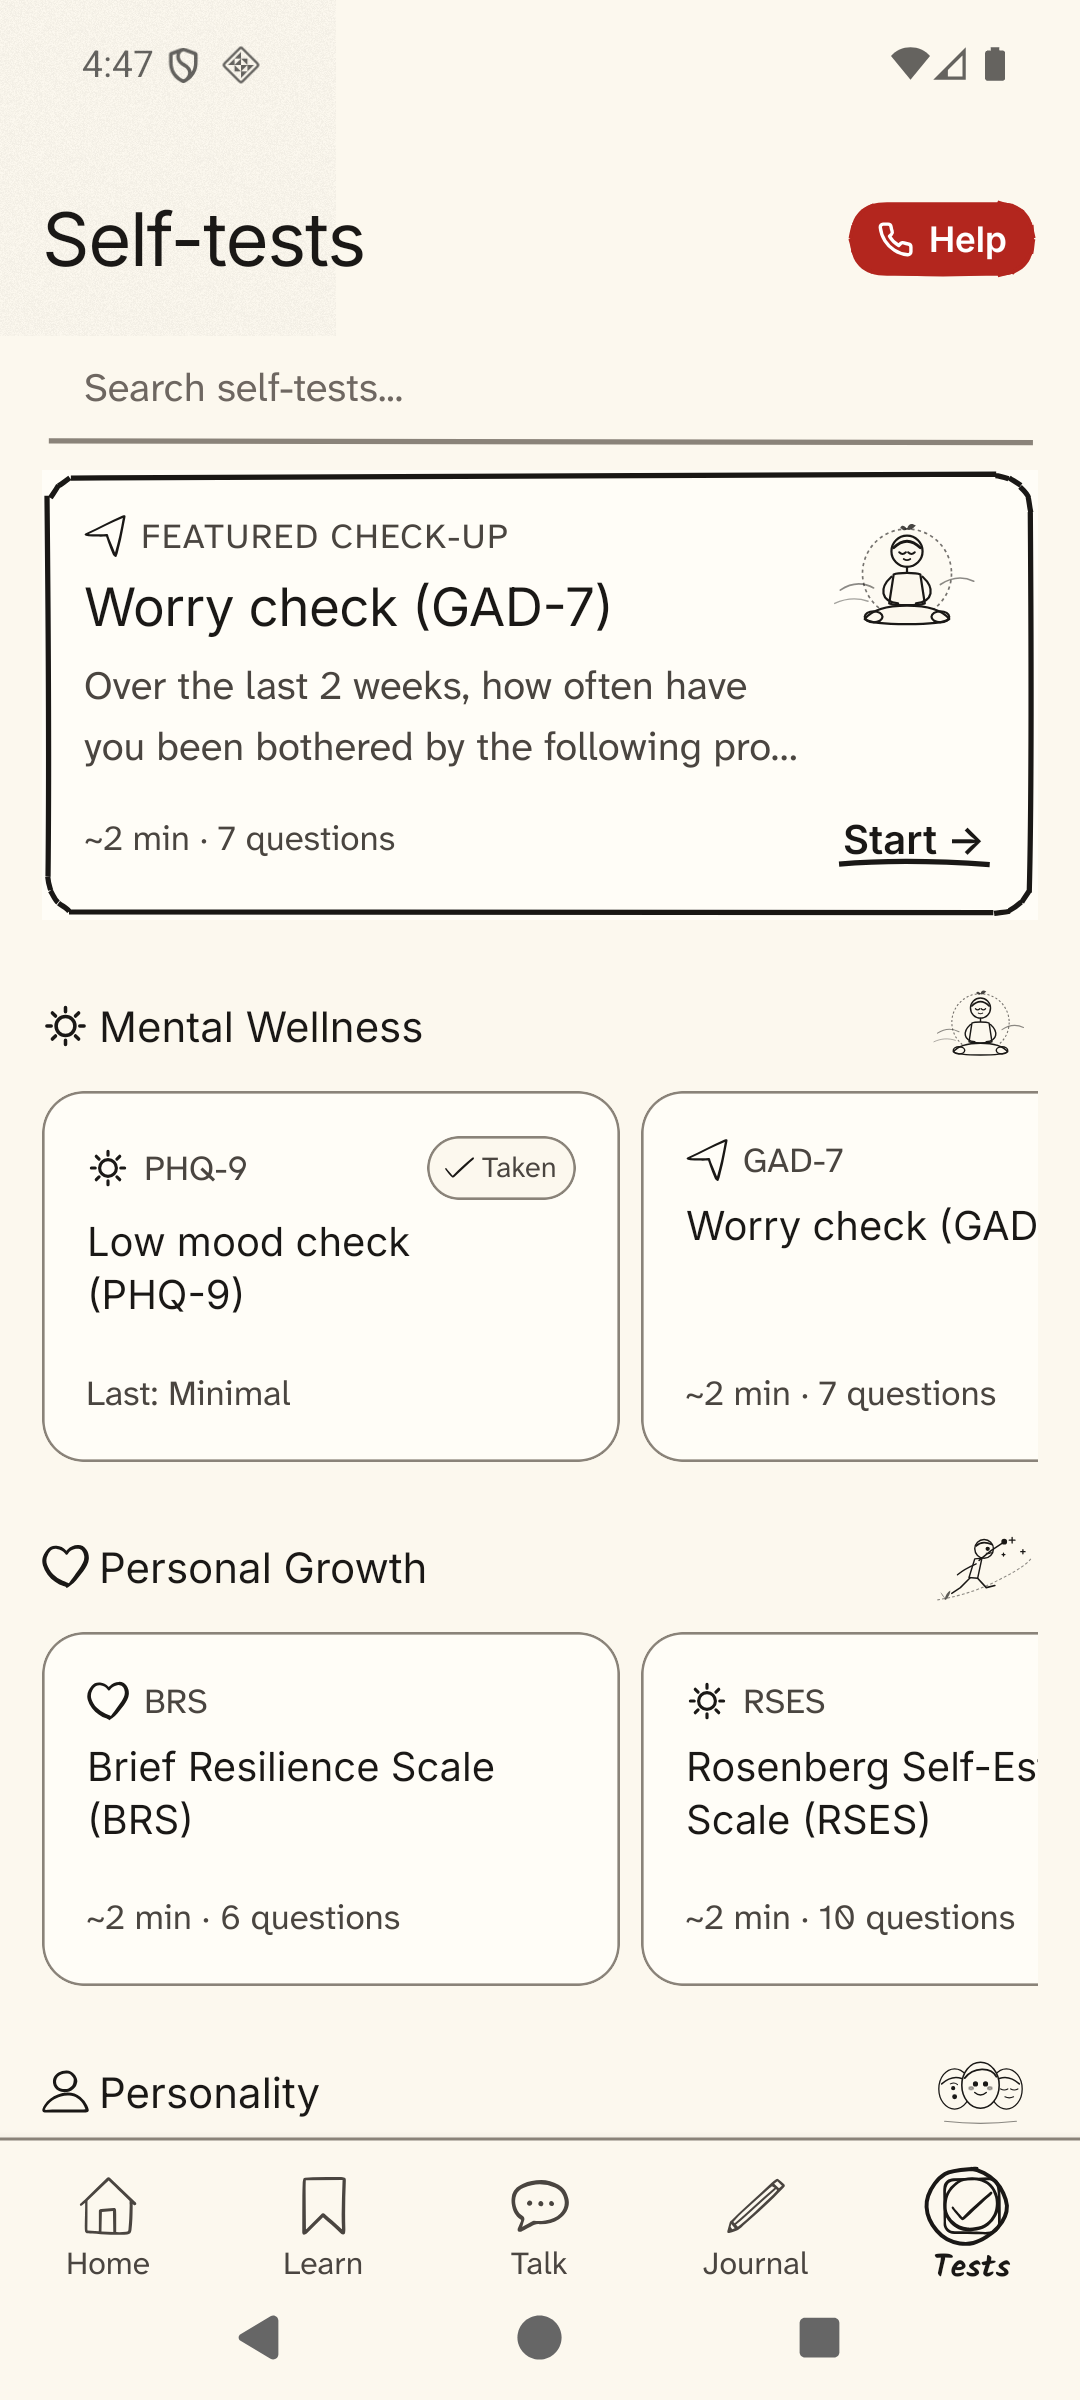 4:47
Self-tests
Help
Search self-tests...
FEATURED CHECK-UP
Worry check (GAD-7)
Over the last 2 weeks, how often have
you been bothered by the following pro...
~2 min · 7 questions
Start →
Mental Wellness
PHQ-9
Taken
Low mood check
(PHQ-9)
Last: Minimal
GAD-7
Worry check (GAD
~2 min · 7 questions
Personal Growth
BRS
Brief Resilience Scale
(BRS)
~2 min · 6 questions
RSES
Rosenberg Self-Es
Scale (RSES)
~2 min · 10 questions
Personality
Home
Learn
Talk
Journal
Tests